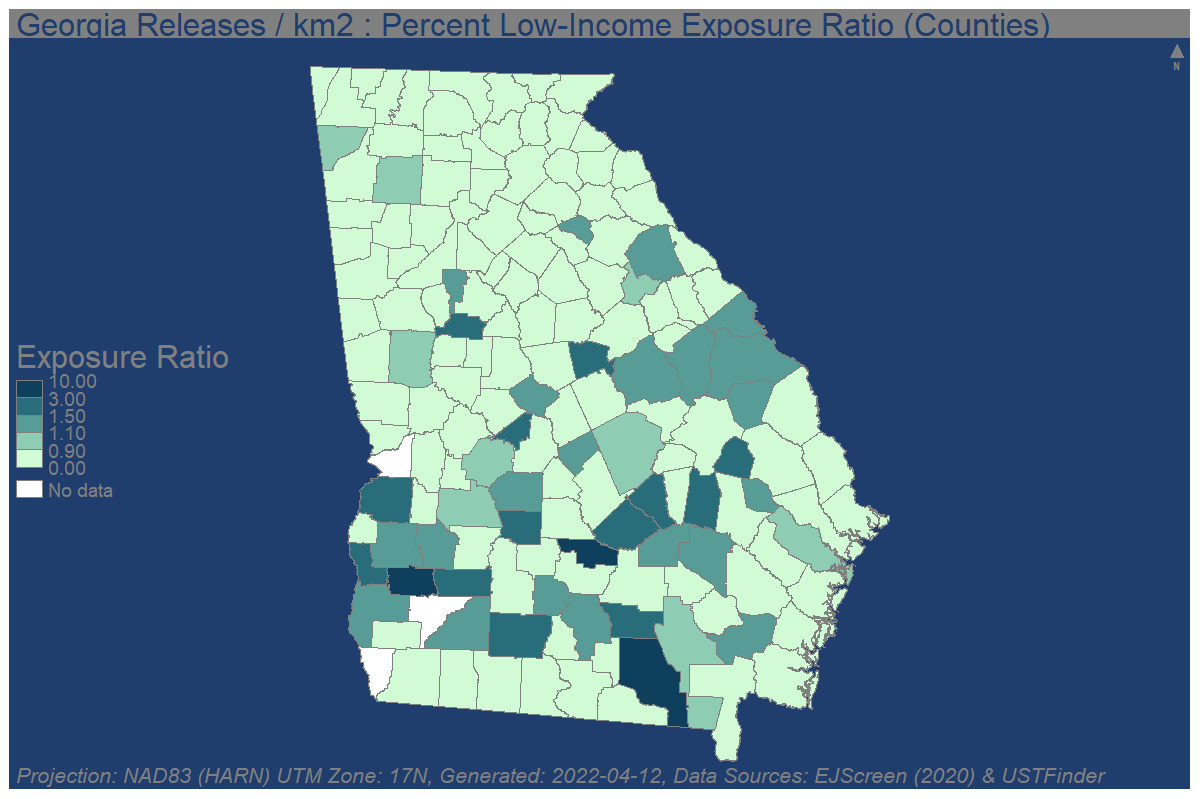 Georgia Releases / km2 : Percent Low-Income Exposure Ratio (Counties)
N
Exposure Ratio
10.00
3.00
1.50
1.10
0.90
0.00
No data
Projection: NAD83 (HARN) UTM Zone: 17N, Generated: 2022-04-12, Data Sources: EJScreen (2020) & USTFinder